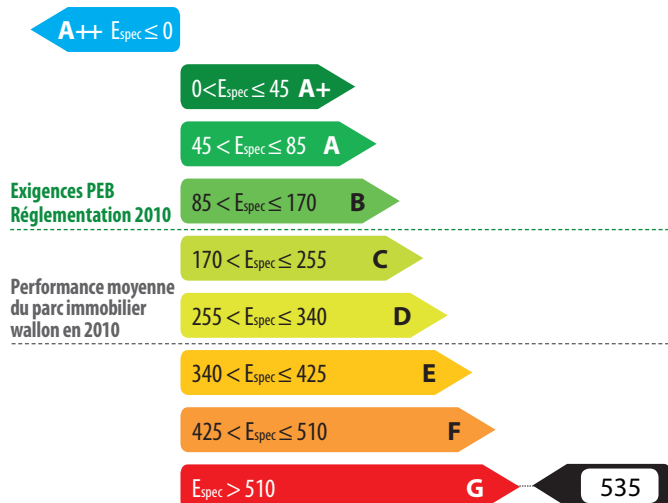 A++ Espec ≤ 0
0 < Espec ≤ 45 A+
45 < Espec ≤ 85 A
Exigences PEB
Réglementation 2010
85 < Espec ≤ 170 B
170 < Espec ≤ 255 C
Performance moyenne
du parc immobilier
wallon en 2010
255 < Espec ≤ 340 D
340 < Espec ≤ 425 E
425 < Espec ≤ 510 F
Espec > 510 G 535